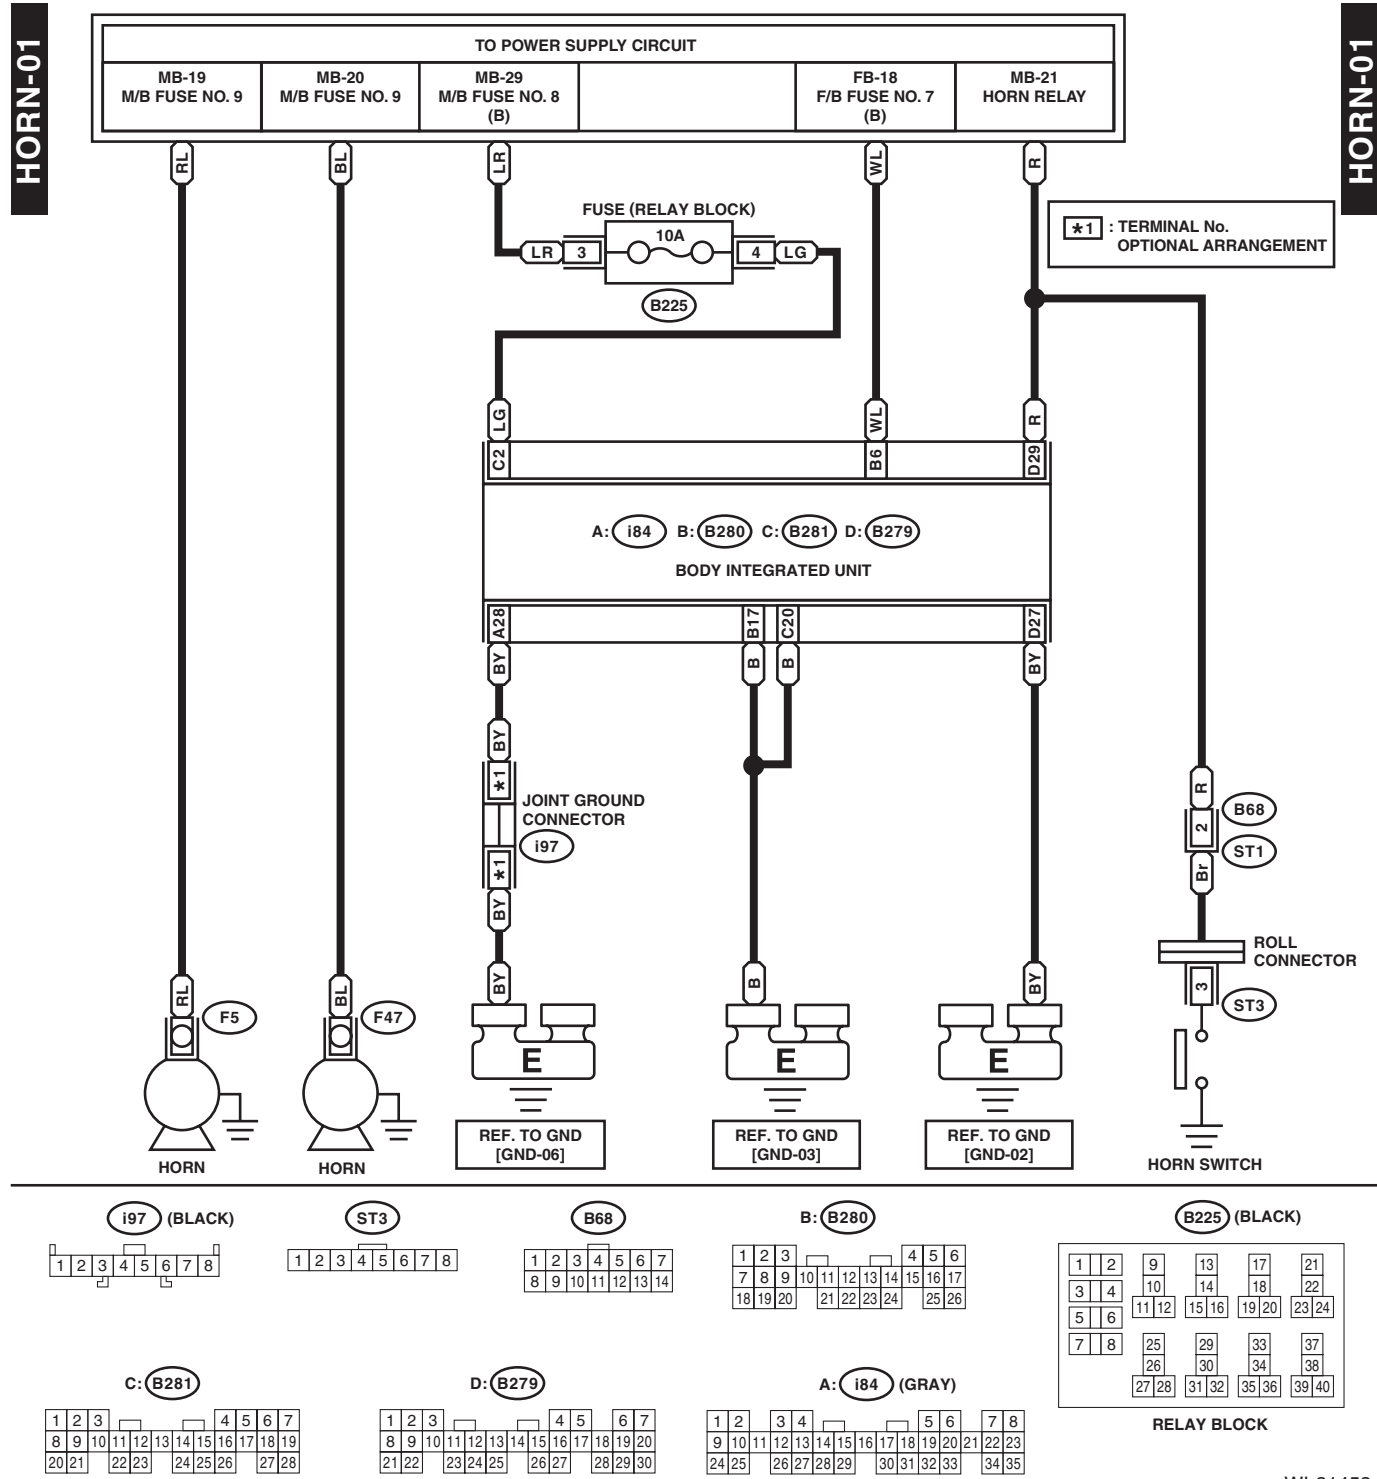 HORN-01
HORN-01
TO POWER SUPPLY CIRCUIT
MB-19
M/B FUSE NO. 9
MB-20
M/B FUSE NO. 9
MB-29
M/B FUSE NO. 8
(B)
FB-18
F/B FUSE NO. 7
(B)
MB-21
HORN RELAY
RL
BL
LR
WL
R
FUSE (RELAY BLOCK)
10A
LR 3
4 LG
B225
*1 : TERMINAL No.
OPTIONAL ARRANGEMENT
LG
WL
R
C2
B6
D29
A: i84 B: B280 C: B281 D: B279
BODY INTEGRATED UNIT
A28
B17
C20
D27
BY
B
B
BY
BY
*1
JOINT GROUND
CONNECTOR
i97
*1
BY
R
B68
2
ST1
Br
ROLL
CONNECTOR
RL
BL
BY
B
BY
3
ST3
F5
F47
E
E
E
REF. TO GND
[GND-06]
REF. TO GND
[GND-03]
REF. TO GND
[GND-02]
HORN
HORN
HORN SWITCH
i97 (BLACK)
1 2 3 4 5 6 7 8
ST3
1 2 3 4 5 6 7 8
B68
1 2 3 4 5 6 7
8 9 10 11 12 13 14
B: B280
1 2 3 4 5 6
7 8 9 10 11 12 13 14 15 16 17
18 19 20 21 22 23 24 25 26
B225 (BLACK)
1 2 9 13 17 21
3 4 10 14 18 22
5 6 11 12 15 16 19 20 23 24
7 8 25 29 33 37
26 30 34 38
27 28 31 32 35 36 39 40
RELAY BLOCK
C: B281
1 2 3 4 5 6 7
8 9 10 11 12 13 14 15 16 17 18 19
20 21 22 23 24 25 26 27 28
D: B279
1 2 3 4 5 6 7
8 9 10 11 12 13 14 15 16 17 18 19 20
21 22 23 24 25 26 27 28 29 30
A: i84 (GRAY)
1 2 3 4 5 6 7 8
9 10 11 12 13 14 15 16 17 18 19 20 21 22 23
24 25 26 27 28 29 30 31 32 33 34 35